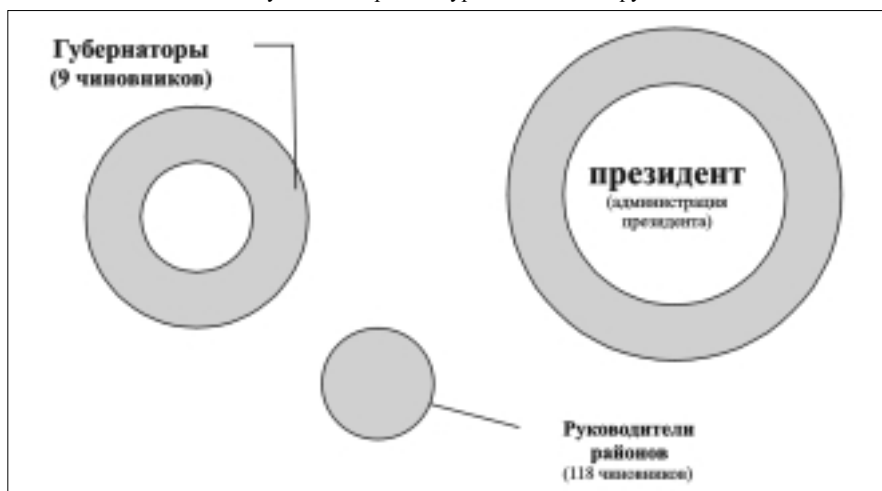 Губернаторы
(9 чиновников)
президент
(администрация
президента)
Руководители
районов
(118 чиновников)